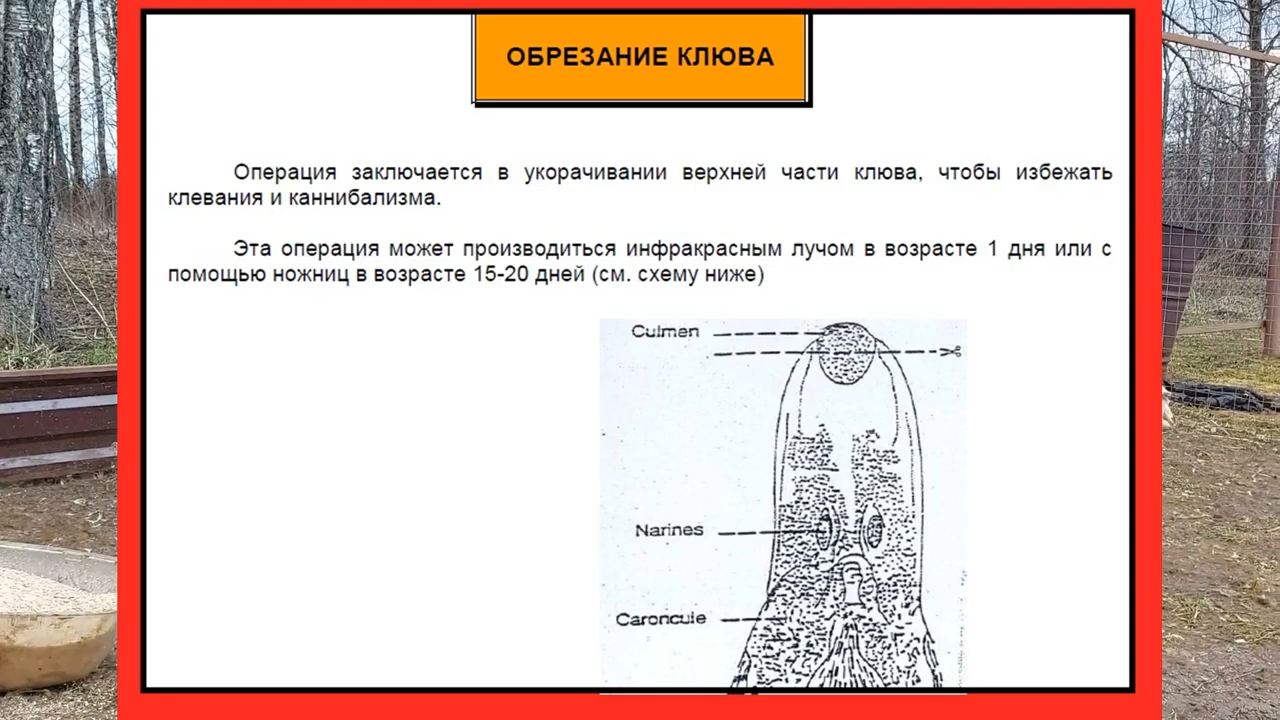 ОБРЕЗАНИЕ КЛЮВА
Операция заключается в укорачивании верхней части клюва, чтобы избежать
клевания и каннибализма.
Эта операция может производиться инфракрасным лучом в возрасте 1 дня или с
помощью ножниц в возрасте 15-20 дней (см. схему ниже)
Culmen
Narines
Caroncule